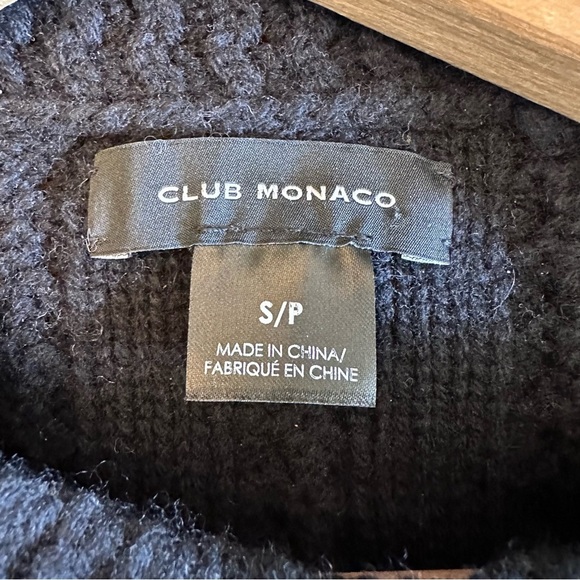 CLUB MONACO
S/P
MADE IN CHINA/
FABRIQUÉ EN CHINE